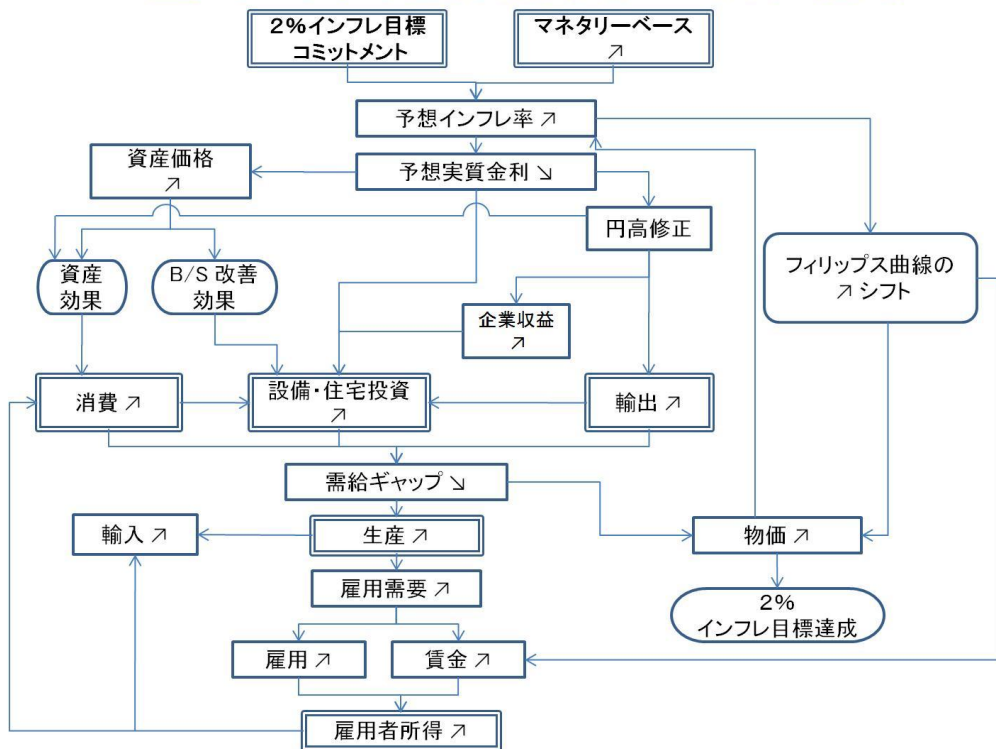 2%インフレ目標
コミットメント
マネタリーベース
↗
予想インフレ率 ↗
資産価格
↗
予想実質金利 ↘
円高修正
資産
効果
B/S 改善
効果
フィリップス曲線の
↗ シフト
企業収益
↗
消費 ↗
設備・住宅投資
↗
輸出 ↗
需給ギャップ ↘
輸入 ↗
生産 ↗
物価 ↗
雇用需要 ↗
2%
インフレ目標達成
雇用 ↗
賃金 ↗
雇用者所得 ↗